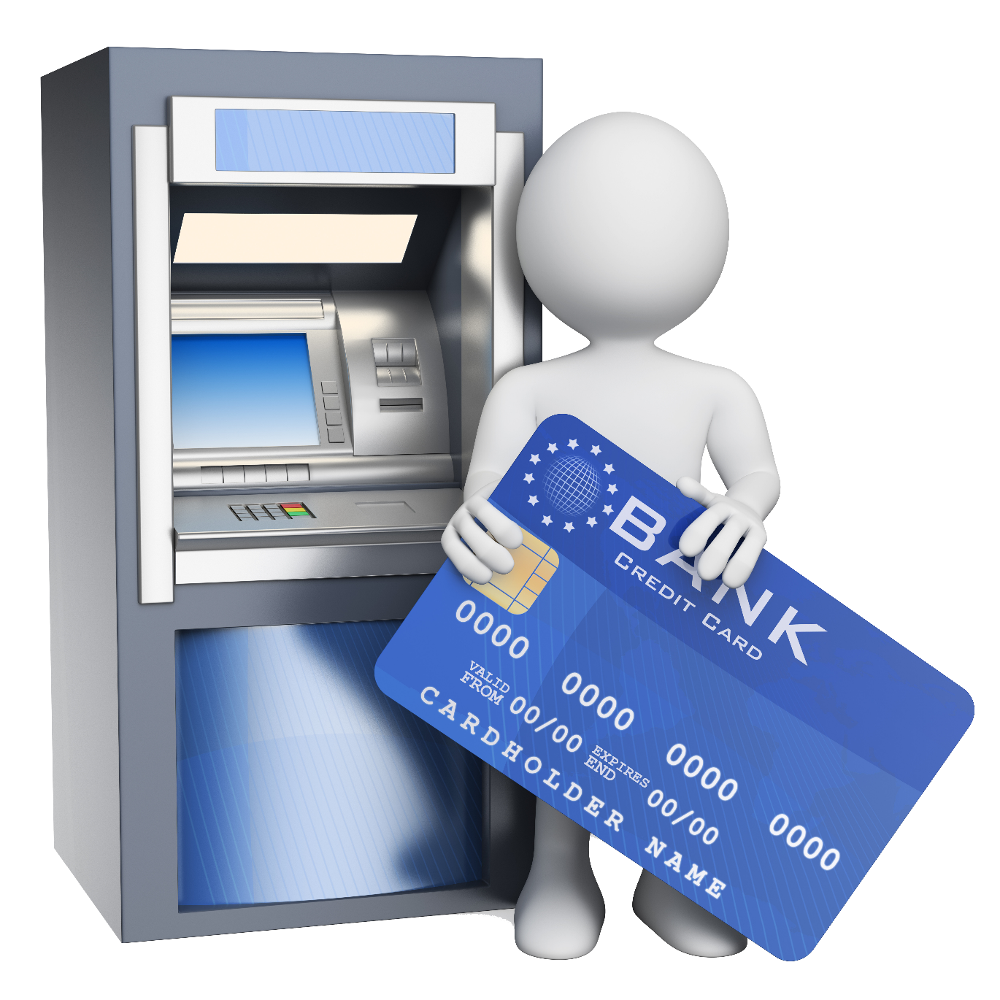 BANK
CREDIT CARD
0000 0000 0000 0000
VALID
FROM
00/00
EXPIRES
END
00/00
CARDHOLDER NAME